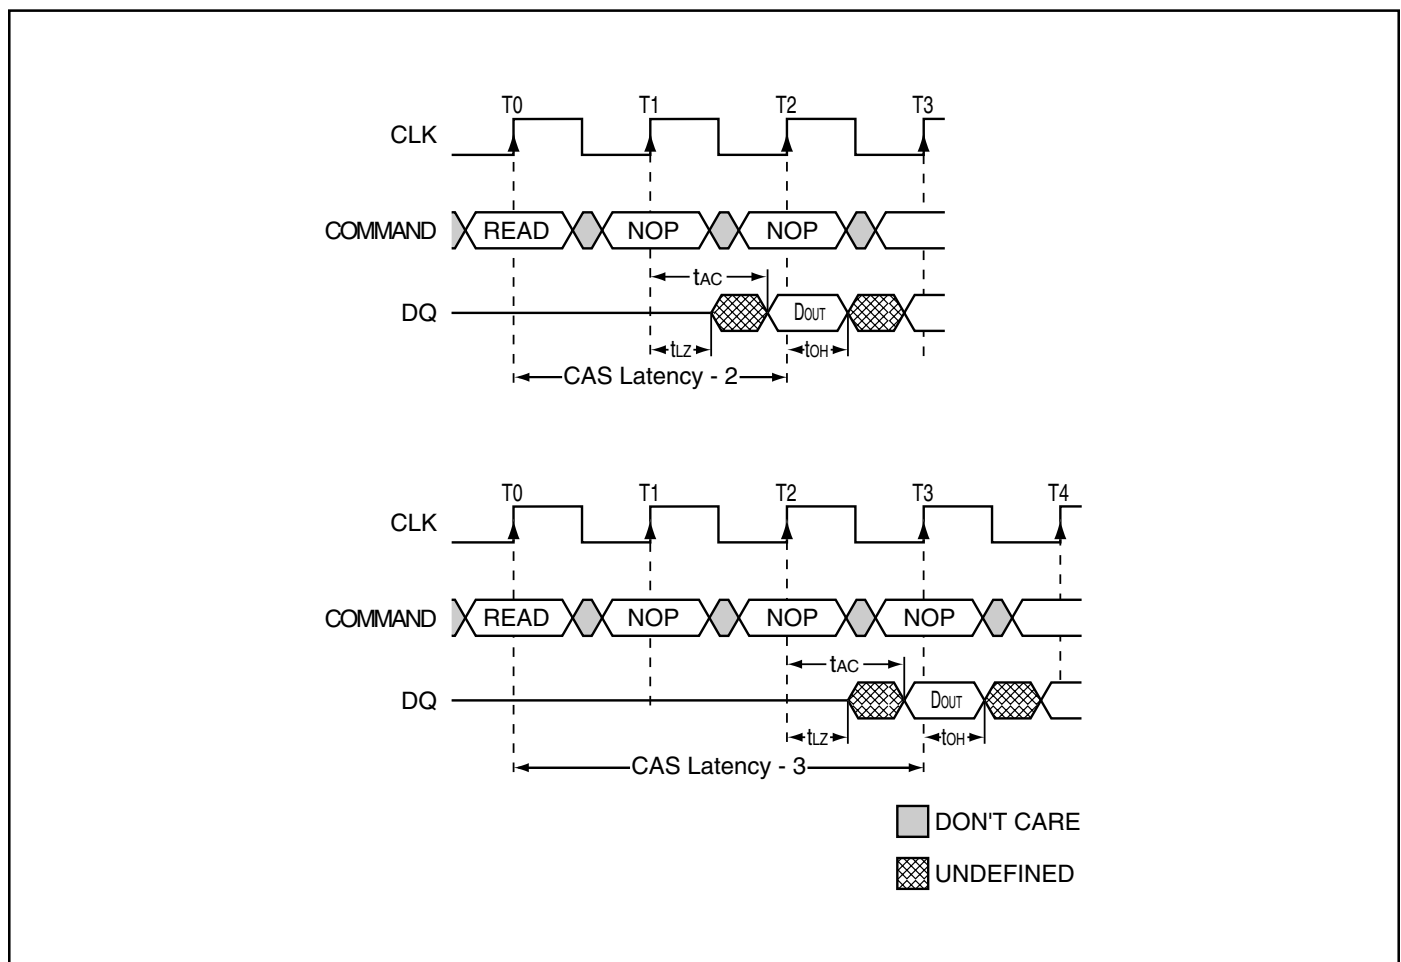 T0 T1 T2 T3
CLK
COMMAND READ NOP NOP
tAC
DQ DOUT
tLZ tOH
CAS Latency - 2
T0 T1 T2 T3 T4
CLK
COMMAND READ NOP NOP NOP
tAC
DQ DOUT
tLZ tOH
CAS Latency - 3
DON'T CARE
UNDEFINED